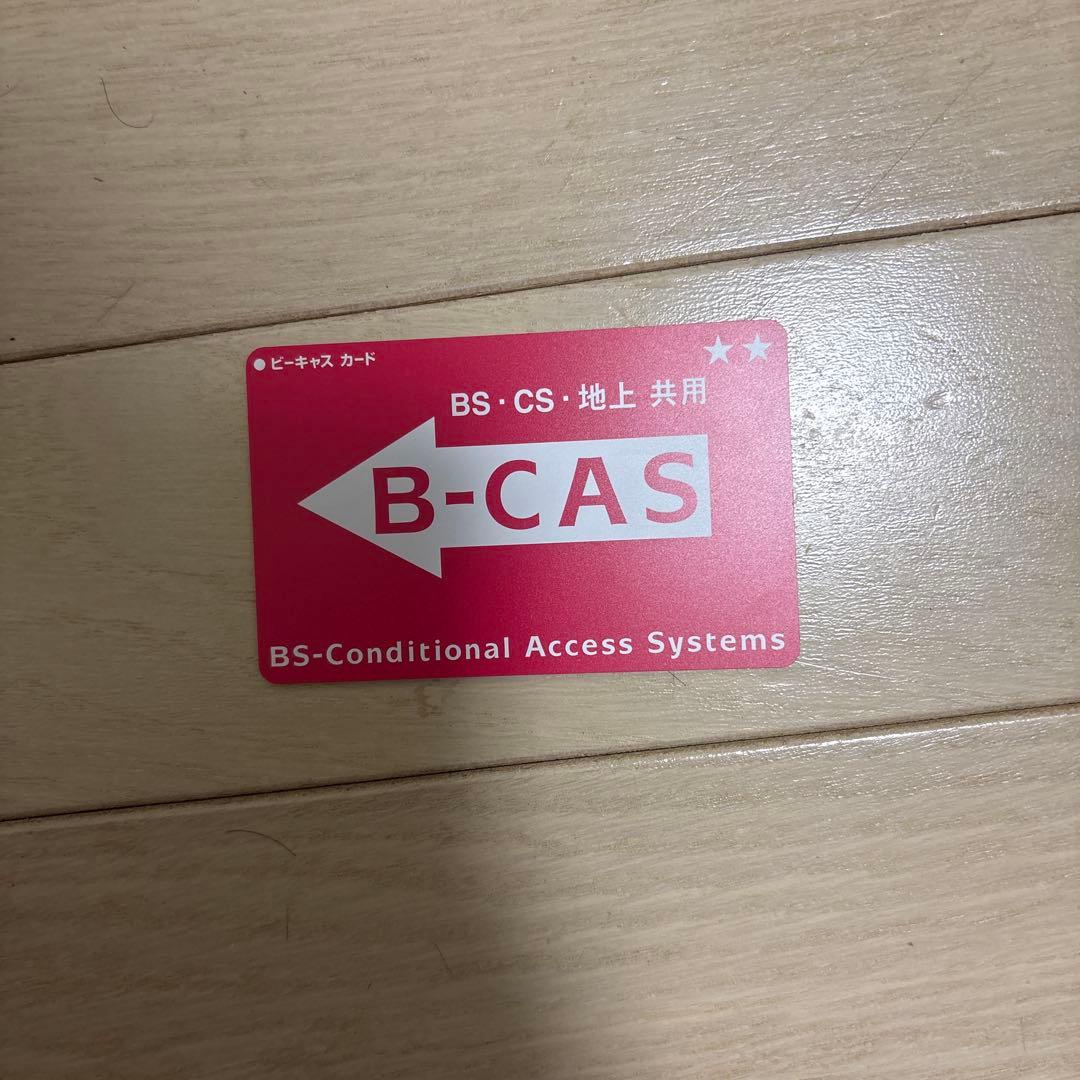 ●ビーキャス カード
★★
BS・CS・地上 共用
B-CAS
BS-Conditional Access Systems